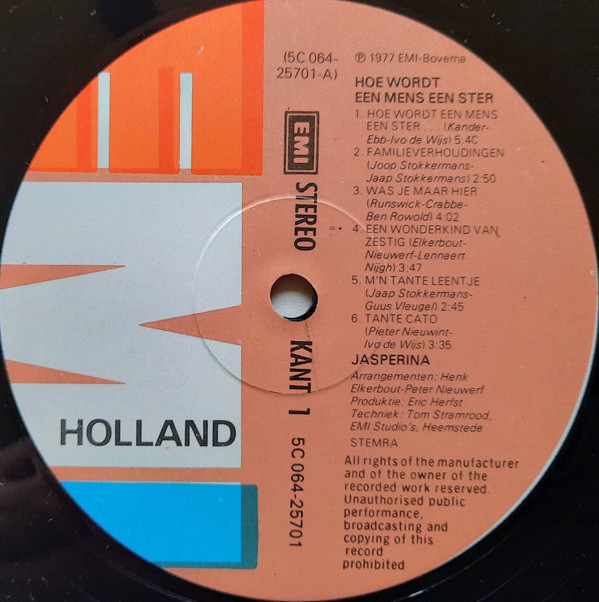 (5C 064-
25701-A)
℗ 1977 EMI-Bovema
HOE WORDT
EEN MENS EEN STER
1. HOE WORDT EEN MENS
EEN STER . . . (Kander-
Ebb-Ivo de Wijs) 5:40
2. FAMILIEVERHOUDINGEN
(Joop Stokkermans-
Jaap Stokkermans) 2:50
3. WAS JE MAAR HIER
(Runswick-Crabbe-
Ben Rowold) 4:02
4. EEN WONDERKIND VAN
ZESTIG (Elkerbout-
Nieuwerf-Lennaert
Nijgh) 3:47
5. M'N TANTE LEENTJE
(Jaap Stokkermans-
Guus Vleugel) 2:45
6. TANTE CATO
(Pieter Nieuwint-
Ivo de Wijs) 3:35
JASPERINA
Arrangementen: Henk
Elkerbout-Peter Nieuwerf
Produktie: Eric Herfst
Techniek: Tom Stramrood,
EMI Studio's, Heemstede
STEMRA
All rights of the manufacturer
and of the owner of the
recorded work reserved.
Unauthorised public
performance,
broadcasting and
copying of this
record
prohibited
EMI STEREO KANT 1 5C 064-25701
EMI
HOLLAND